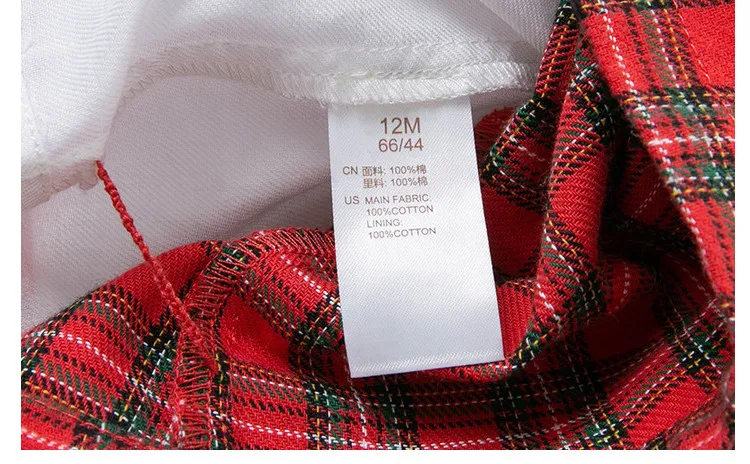 12M
66/44
CN 面料: 100%棉
里料: 100%棉
US MAIN FABRIC:
100%COTTON
LINING:
100%COTTON